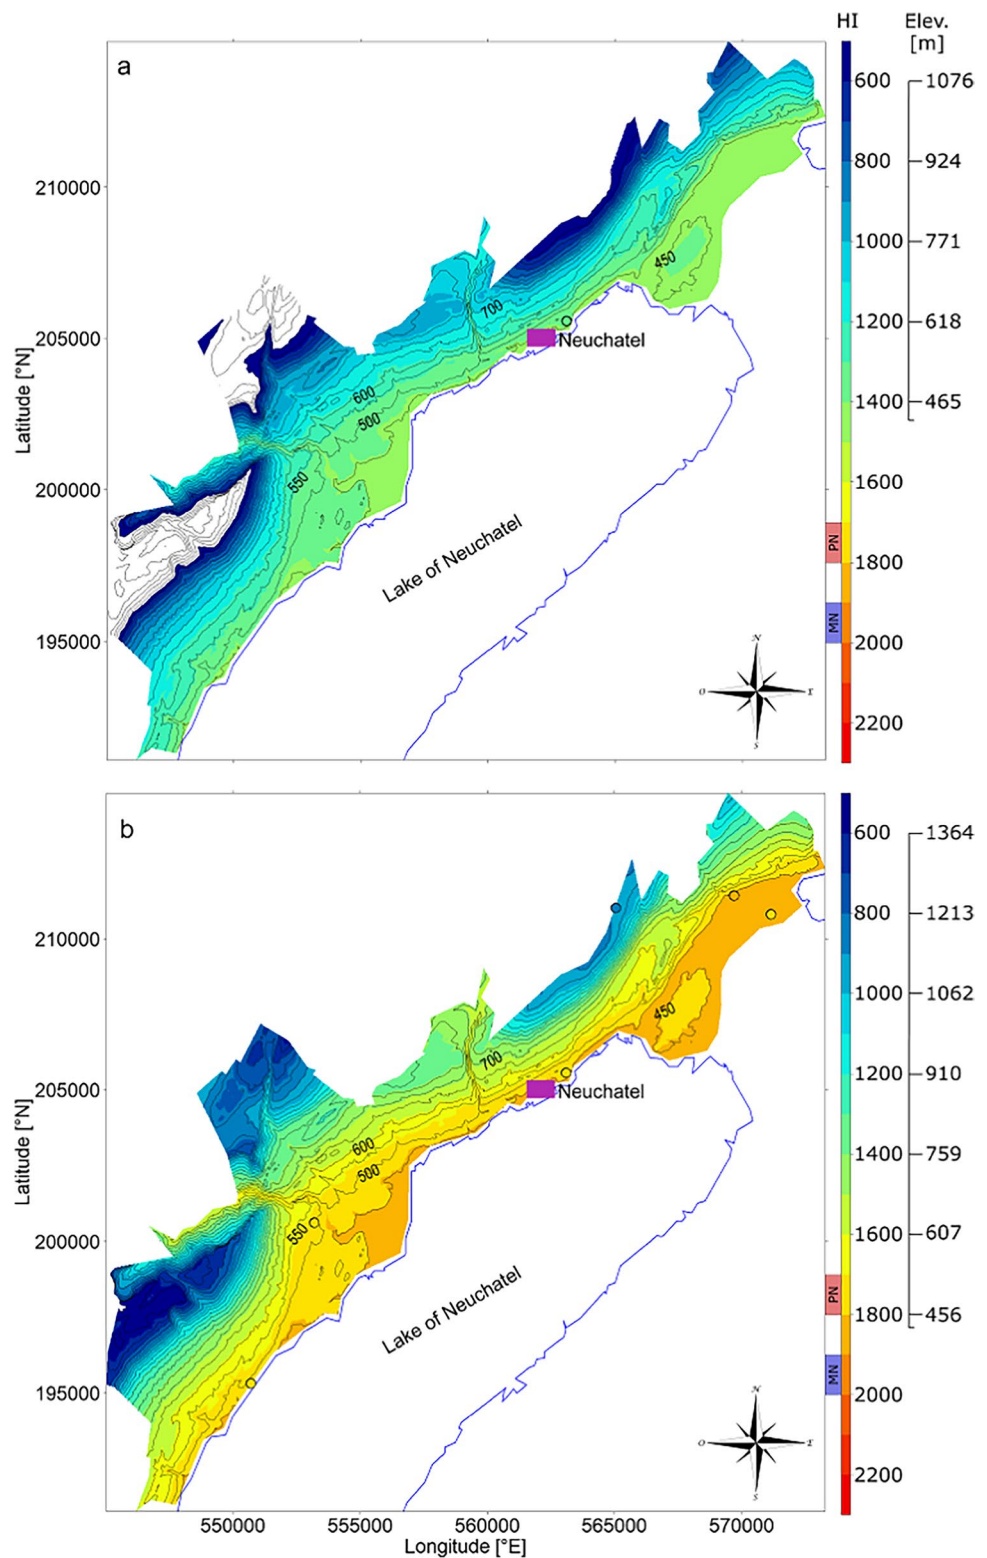 HI Elev.
[m]
a
600 1076
800 924
210000
1000 771
450
700
1200 618
205000
Neuchatel
600
1400 465
500
Latitude [°N]
550
200000
1600
PN
Lake of Neuchatel
1800
MN
195000
2000
N
O E
S
2200
b
600 1364
800 1213
210000
1000 1062
450
700
1200 910
205000
Neuchatel
600
1400 759
500
Latitude [°N]
550
200000
1600 607
PN
Lake of Neuchatel
1800 456
MN
195000
2000
N
O E
S
2200
550000 555000 560000 565000 570000
Longitude [°E]